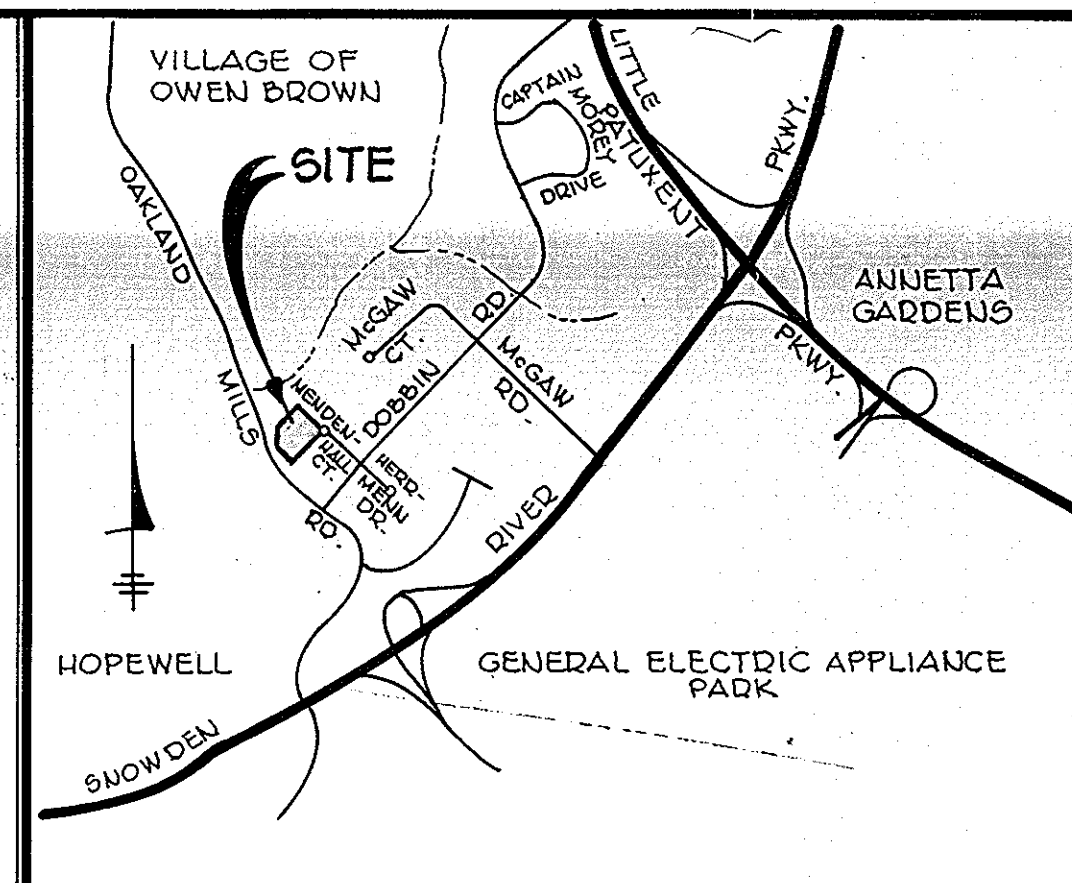 VILLAGE OF
OWEN BROWN
SITE
OAKLAND
MILLS
RD.
CAPTAIN
MOREY
DRIVE
LITTLE
PATUXENT
PKWY.
SNOWDEN
RIVER
PKWY.
ANNETTA
GARDENS
McGAW
CT.
DOBBIN
RD.
McGAW
RD.
MENDEN-
HALL
CT.
HERR-
MENN
DR.
HOPEWELL
GENERAL ELECTRIC APPLIANCE
PARK